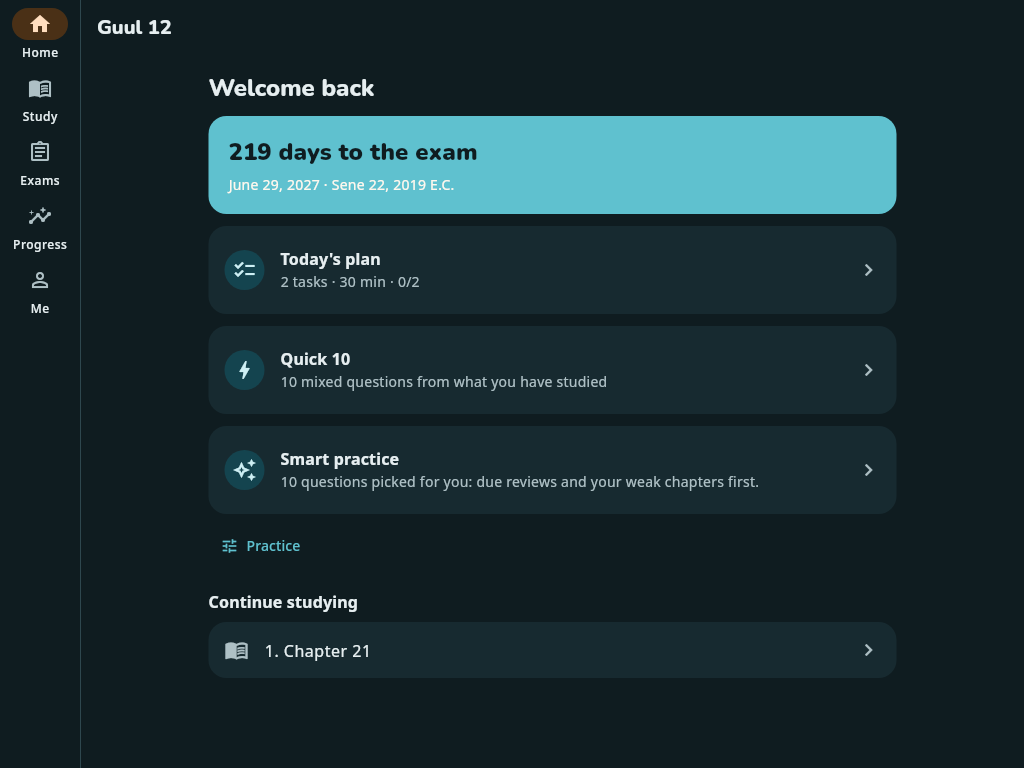 Guul 12
Home
Study
Exams
Progress
Me
Welcome back
219 days to the exam
June 29, 2027 · Sene 22, 2019 E.C.
Today's plan
2 tasks · 30 min · 0/2
Quick 10
10 mixed questions from what you have studied
Smart practice
10 questions picked for you: due reviews and your weak chapters first.
Practice
Continue studying
1. Chapter 21